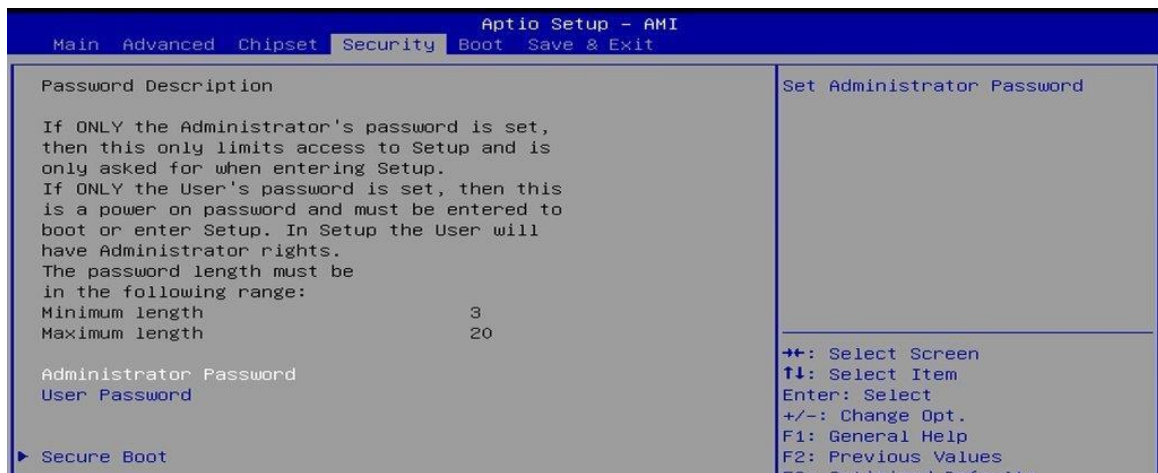 Aptio Setup - AMI
Main Advanced Chipset Security Boot Save & Exit
Password Description
If ONLY the Administrator's password is set,
then this only limits access to Setup and is
only asked for when entering Setup.
If ONLY the User's password is set, then this
is a power on password and must be entered to
boot or enter Setup. In Setup the User will
have Administrator rights.
The password length must be
in the following range:
Minimum length 3
Maximum length 20
Administrator Password
User Password
▶ Secure Boot
Set Administrator Password
→←: Select Screen
↑↓: Select Item
Enter: Select
+/-: Change Opt.
F1: General Help
F2: Previous Values